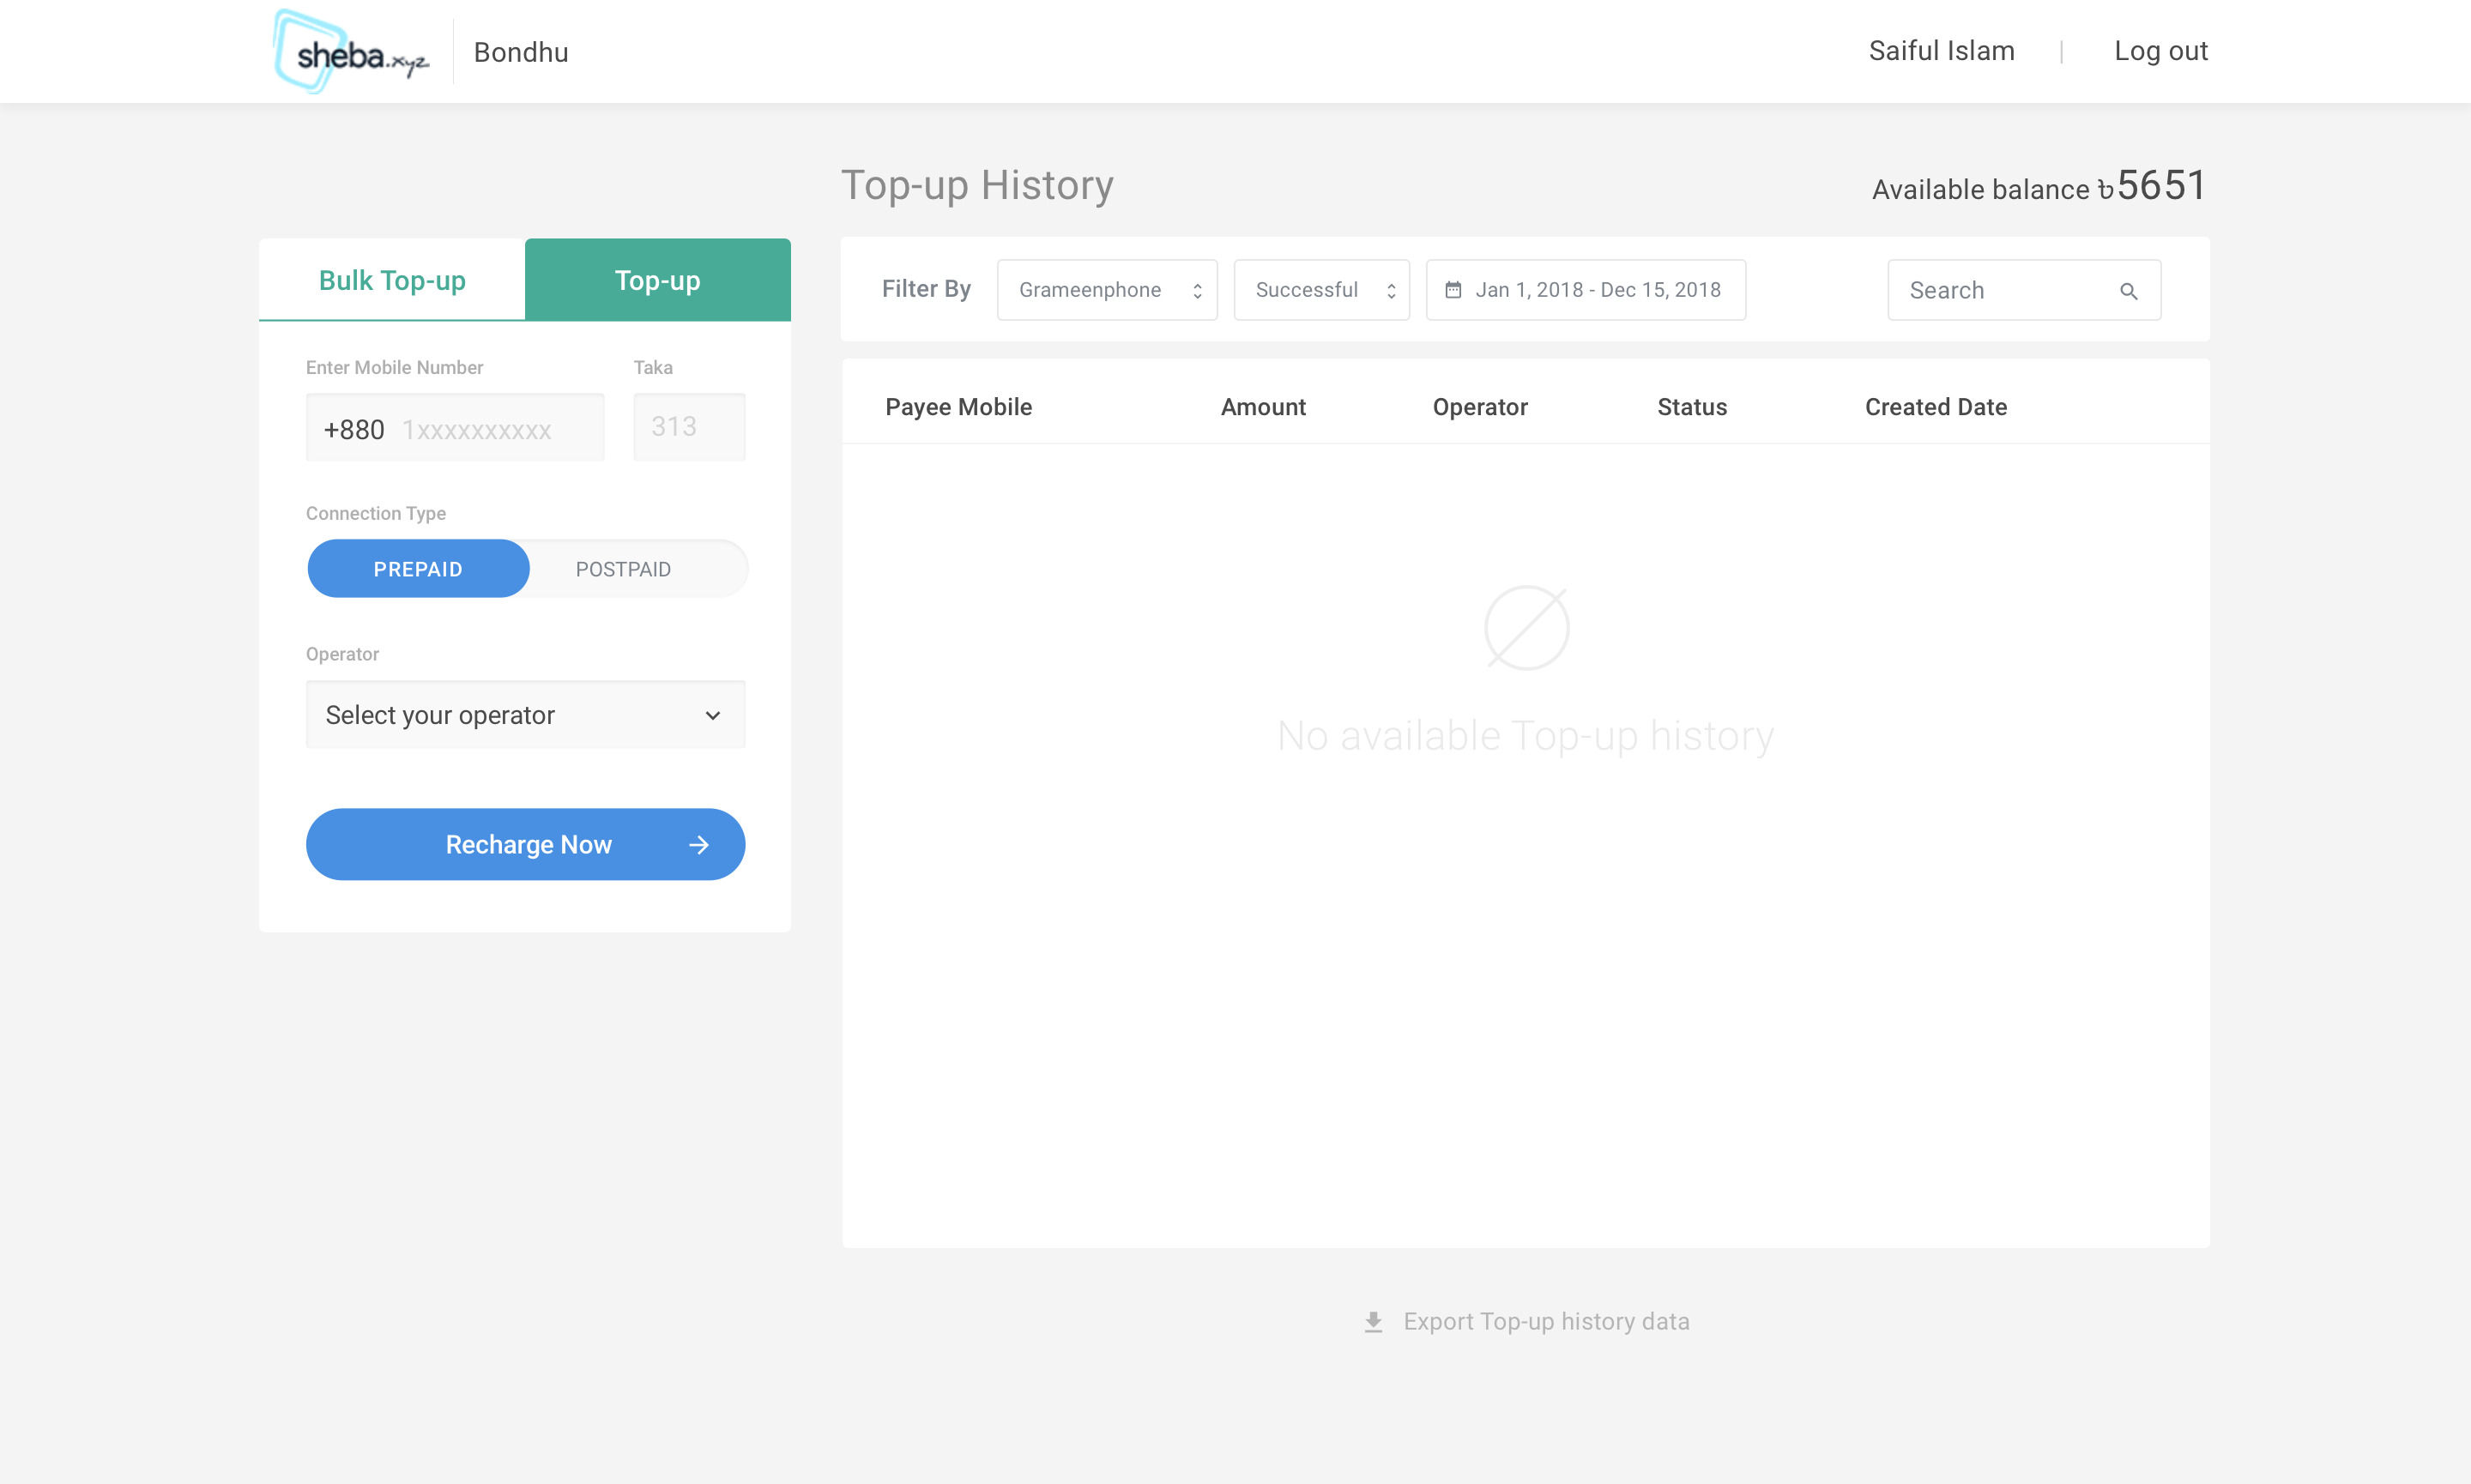 sheba.xyz
Bondhu
Saiful Islam | Log out
Top-up History
Available balance ৳5651
Bulk Top-up
Top-up
Enter Mobile Number
Taka
+880 1xxxxxxxxxx
313
Connection Type
PREPAID
POSTPAID
Operator
Select your operator
Recharge Now
Filter By
Grameenphone
Successful
Jan 1, 2018 - Dec 15, 2018
Search
Payee Mobile
Amount
Operator
Status
Created Date
No available Top-up history
Export Top-up history data